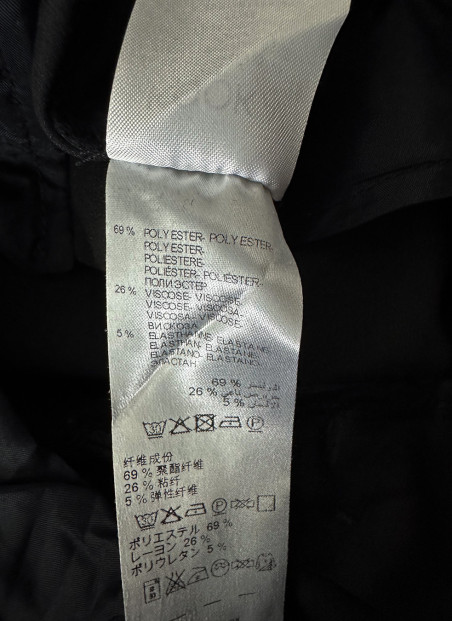 69 % POLYESTER- POLYESTER-
POLYESTER-
POLIESTERE-
POLIÉSTER- POLIÉSTER-
ПОЛИЭСТЕР
26 % VISCOSE- VISCOSE-
VISCOSE- VISCOSA-
VISCOSA- VISCOSE-
ВИСКОЗА
5 % ELASTHANNE- ELASTANE-
ELASTHAN- ELASTAN-
ELASTANO- ELASTANE-
ЭЛАСТАН
69 %
26 %
5 %
纤维成份
69 % 聚酯纤维
26 % 粘纤
5 % 弹性纤维
ポリエステル 69 %
レーヨン 26 %
ポリウレタン 5 %